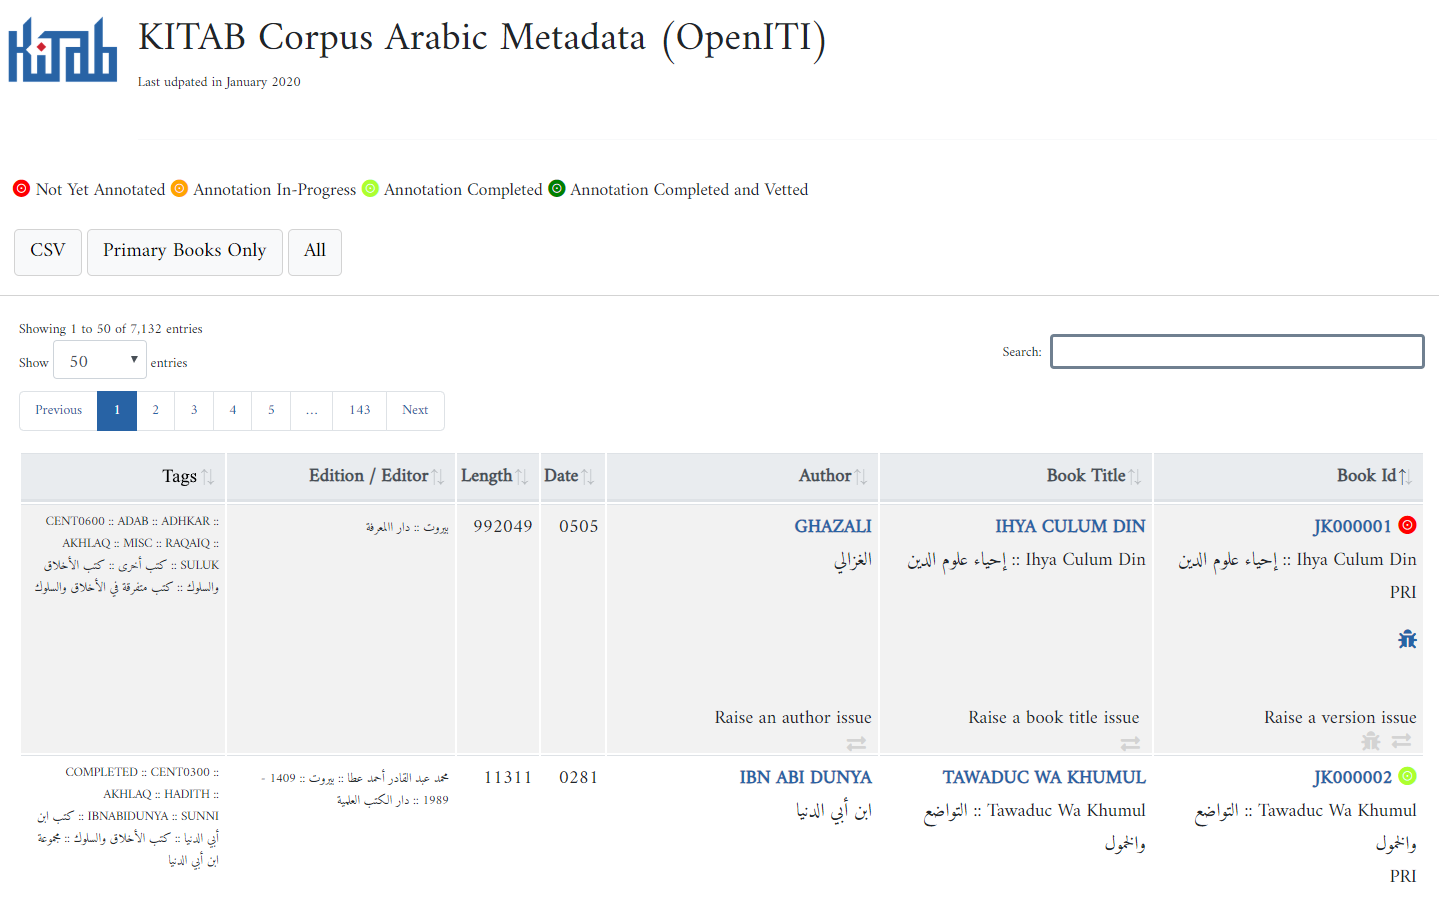 Kitab
KITAB Corpus Arabic Metadata (OpenITI)
Last udpated in January 2020
Not Yet Annotated Annotation In-Progress Annotation Completed Annotation Completed and Vetted
CSV Primary Books Only All
Showing 1 to 50 of 7,132 entries
Show 50 entries
Search:
Previous 1 2 3 4 5 ... 143 Next
Tags Edition / Editor Length Date Author Book Title Book Id
CENT0600 :: ADAB :: ADHKAR ::
AKHLAQ :: MISC :: RAQAIQ ::
SULUK :: كتب أخرى :: كتب الأخلاق
والسلوك :: كتب متفرقة في الأخلاق والسلوك
بيروت :: دار االمعرفة
992049
0505
GHAZALI
الغزالي
Raise an author issue
IHYA CULUM DIN
إحياء علوم الدين :: Ihya Culum Din
Raise a book title issue
JK000001
إحياء علوم الدين :: Ihya Culum Din
PRI
Raise a version issue
COMPLETED :: CENT0300 ::
AKHLAQ :: HADITH ::
IBNABIDUNYA :: SUNNI :: كتب ابن
أبي الدنيا :: كتب الأخلاق والسلوك :: مجموعة
ابن أبي الدنيا
محمد عبد القادر أحمد عطا :: بيروت :: 1409 -
1989 :: دار الكتب العلمية
11311
0281
IBN ABI DUNYA
ابن أبي الدنيا
TAWADUC WA KHUMUL
التواضع :: Tawaduc Wa Khumul
والخمول
JK000002
التواضع :: Tawaduc Wa Khumul
والخمول
PRI